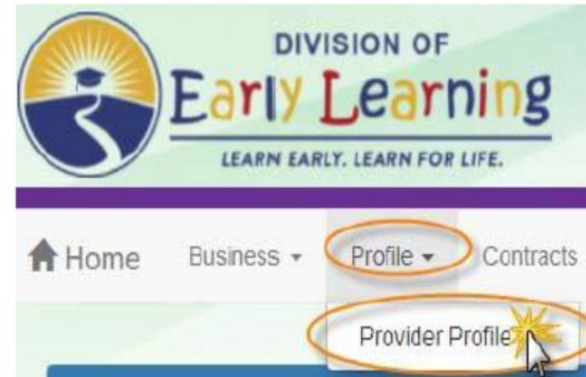 DIVISION OF
Early Learning
LEARN EARLY. LEARN FOR LIFE.
Home Business Profile Contracts
Provider Profile